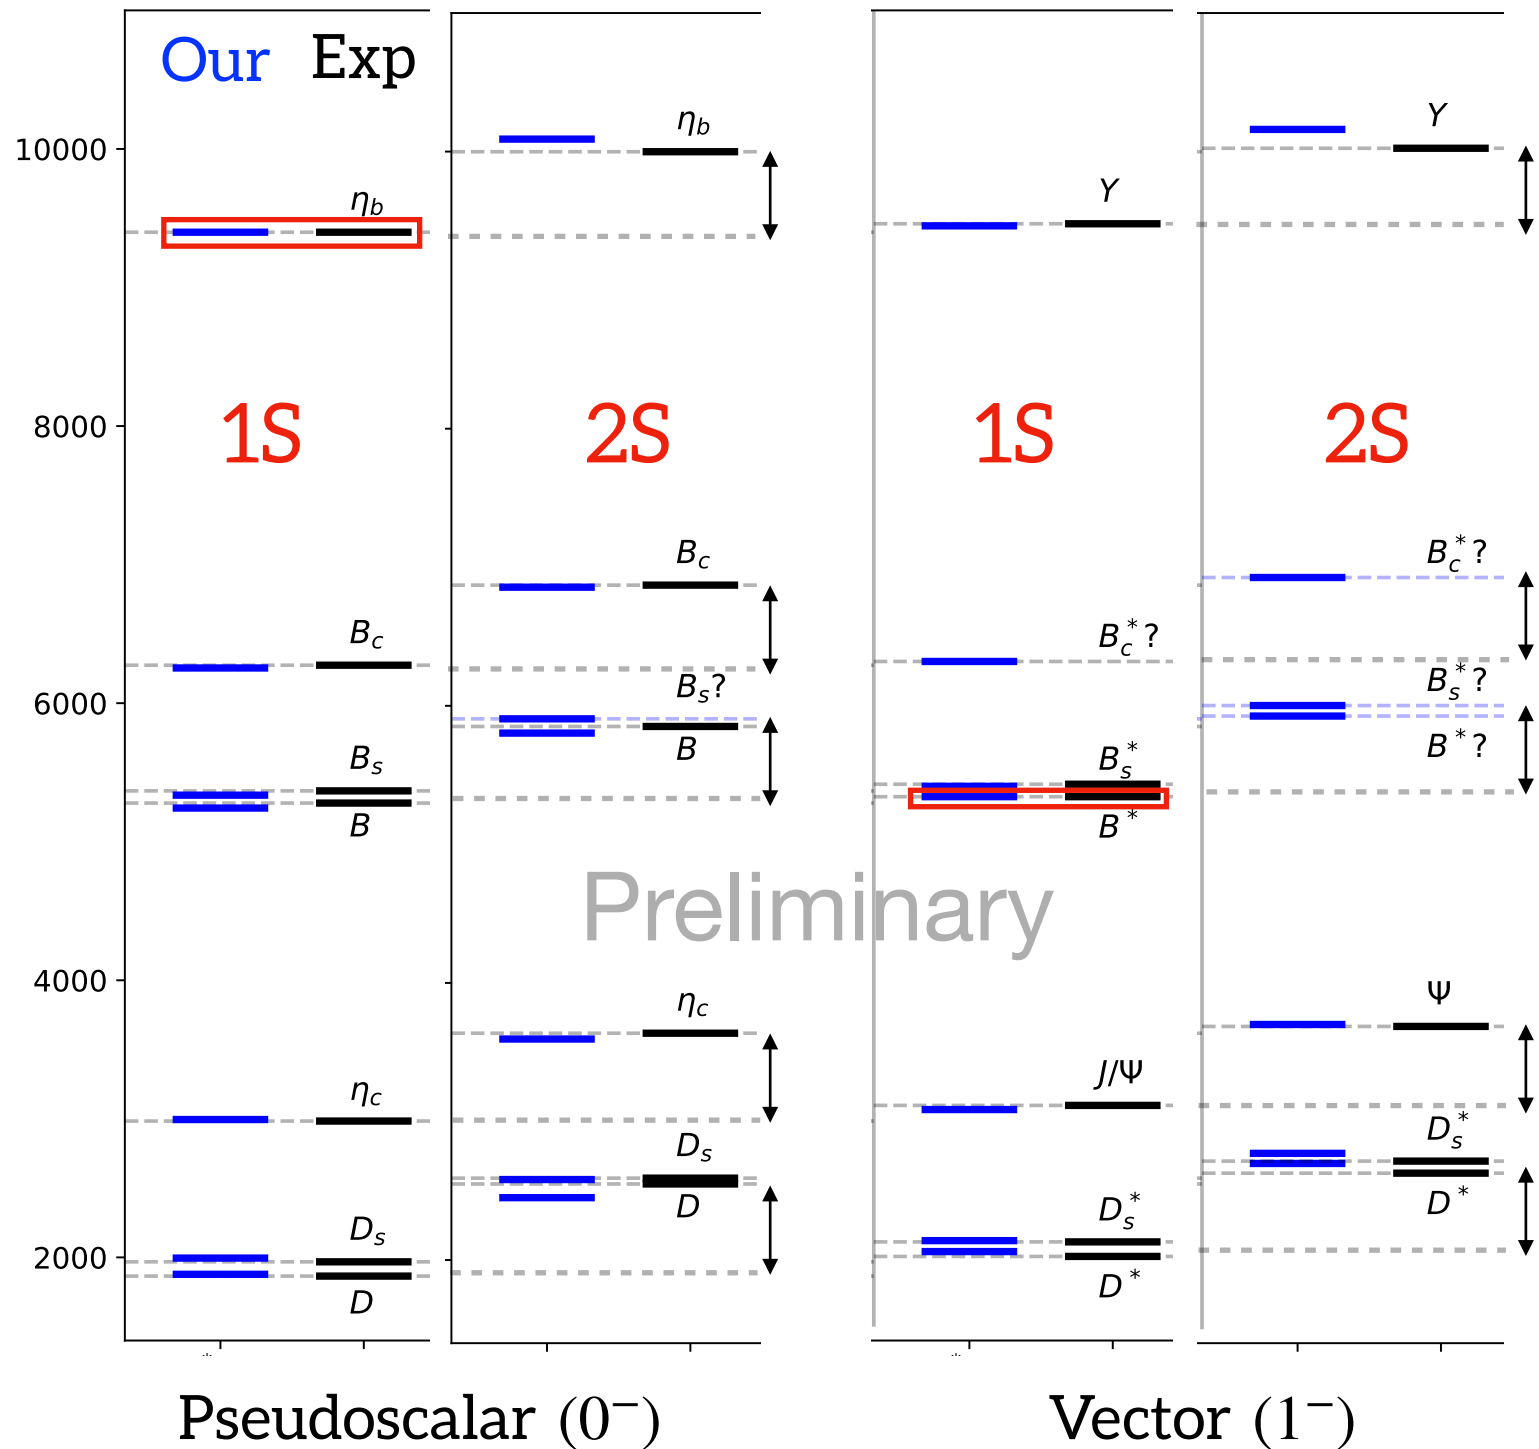 Our Exp
10000
8000
6000
4000
2000
η_b
1S
B_c
B_s
B
η_c
D_s
D
*
η_b
2S
B_c
B_s?
B
η_c
D_s
D
Pseudoscalar (0⁻)
Y
1S
B_c^*?
B_s^*
B^*
J/Ψ
D_s^*
D^*
*
Y
2S
B_c^*?
B_s^*?
B^*?
Ψ
D_s^*
D^*
Vector (1⁻)
Preliminary